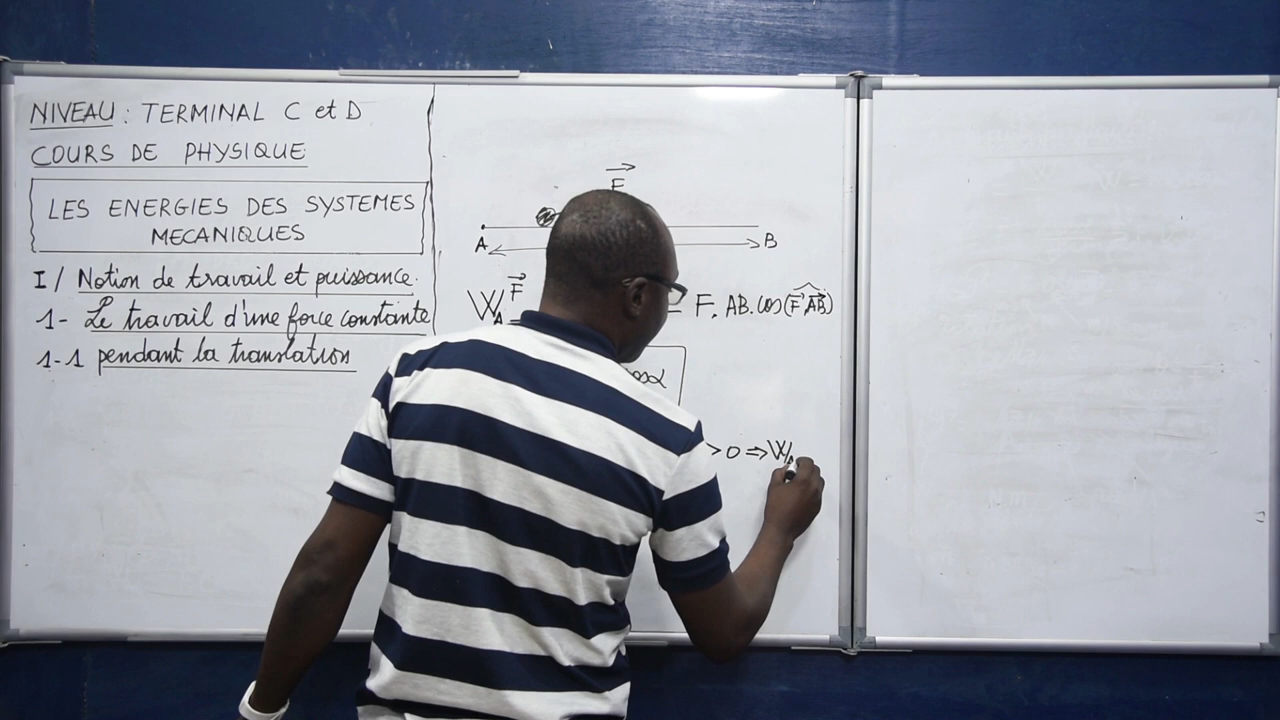 NIVEAU : TERMINAL C et D
COURS DE PHYSIQUE
LES ENERGIES DES SYSTEMES
MECANIQUES
I / Notion de travail et puissance.
1- Le travail d'une force constante
1-1 pendant la translation
F
A B
W F = F. AB. cos(F,AB)
cosα
>0 ⇒ W